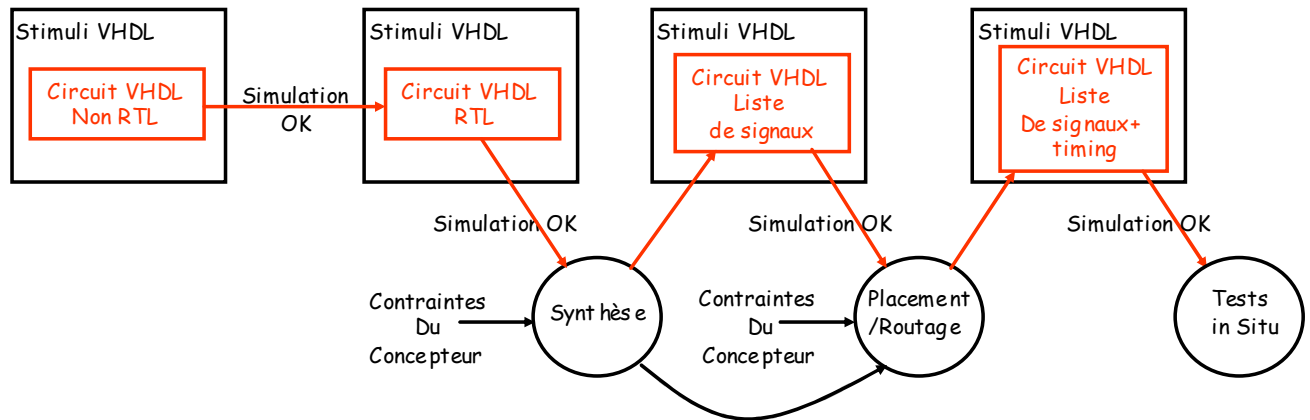 Stimuli VHDL
Circuit VHDL
Non RTL
Simulation
OK
Stimuli VHDL
Circuit VHDL
RTL
Stimuli VHDL
Circuit VHDL
Liste
de signaux
Stimuli VHDL
Circuit VHDL
Liste
De signaux+
timing
Simulation OK
Simulation OK
Simulation OK
Contraintes
Du
Concepteur
Synthèse
Contraintes
Du
Concepteur
Placement
/Routage
Tests
in Situ